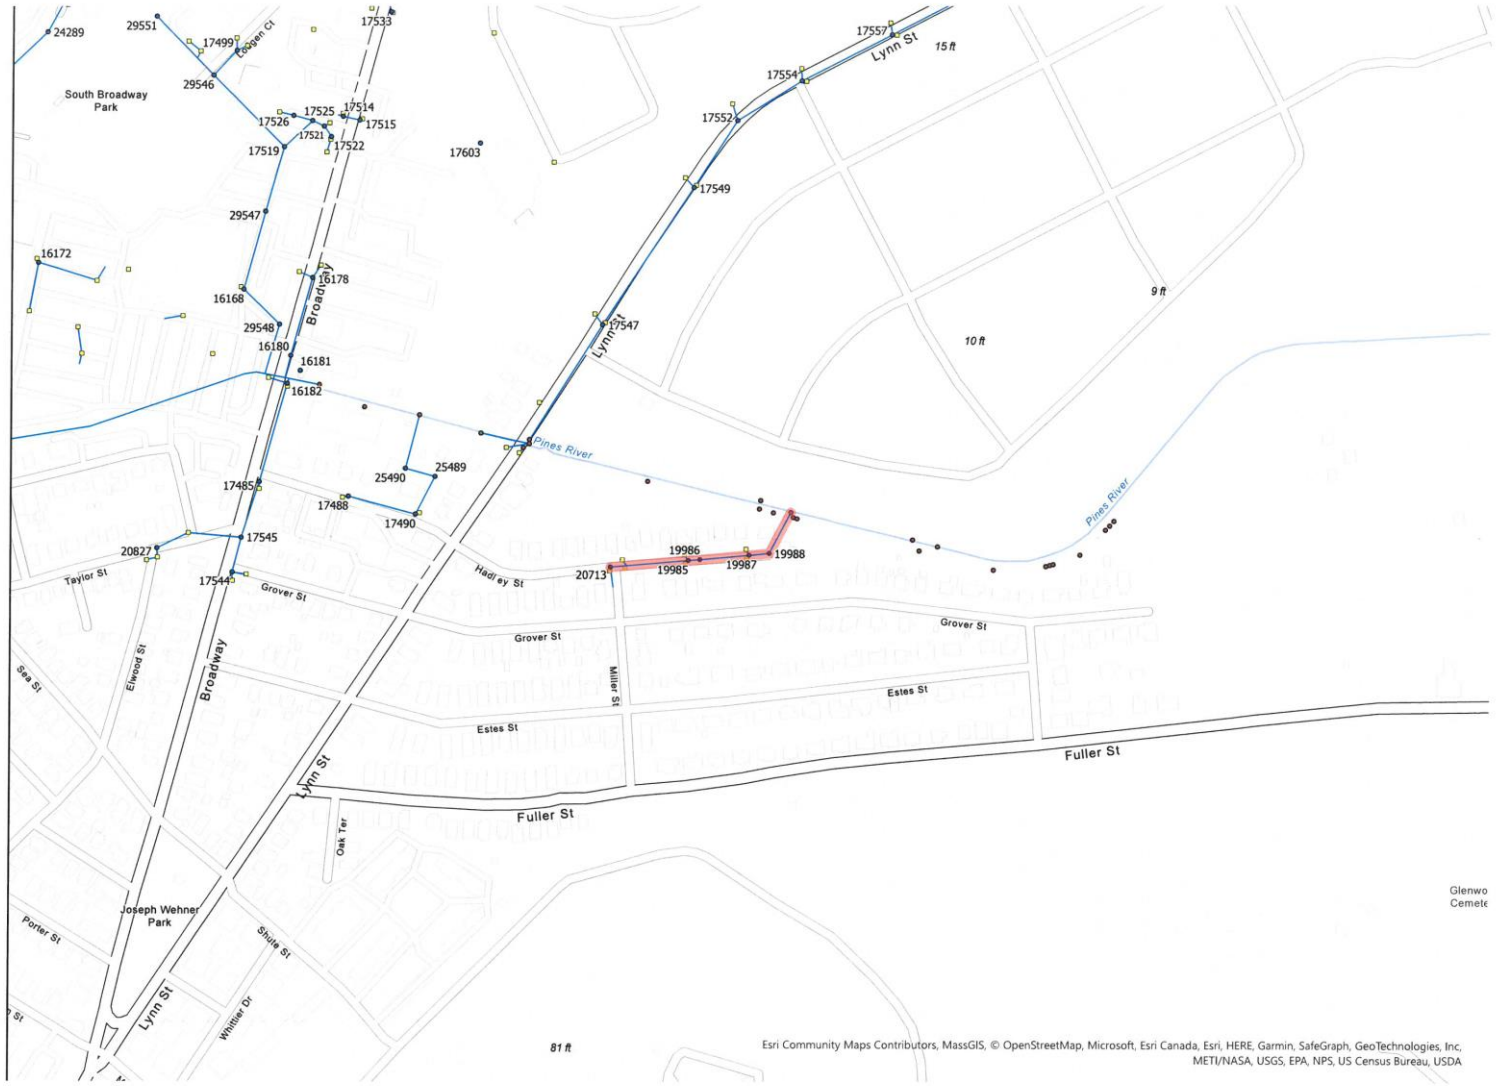 17533
29551
24289
17499
Lodgen Ct
17557
Lynn St
15 ft
17554
29546
South Broadway
Park
17525
17514
17526
17515
17521
17522
17519
17552
17603
17549
29547
16172
16178
16168
Broadway
29548
17547
Lynn St
16180
16181
16182
9 ft
10 ft
Pines River
25489
25490
17485
17488
17490
Pines River
17545
20827
19986
19988
19985
19987
20713
Taylor St
17544
Hadley St
Grover St
Grover St
Grover St
Elwood St
Sea St
Broadway
Miller St
Estes St
Estes St
Fuller St
Lynn St
Fuller St
Oak Ter
Joseph Wehner
Park
Porter St
Shute St
Glenwo
Cemete
Lynn St
Whittier Dr
81 ft
Esri Community Maps Contributors, MassGIS, © OpenStreetMap, Microsoft, Esri Canada, Esri, HERE, Garmin, SafeGraph, GeoTechnologies, Inc,
METI/NASA, USGS, EPA, NPS, US Census Bureau, USDA